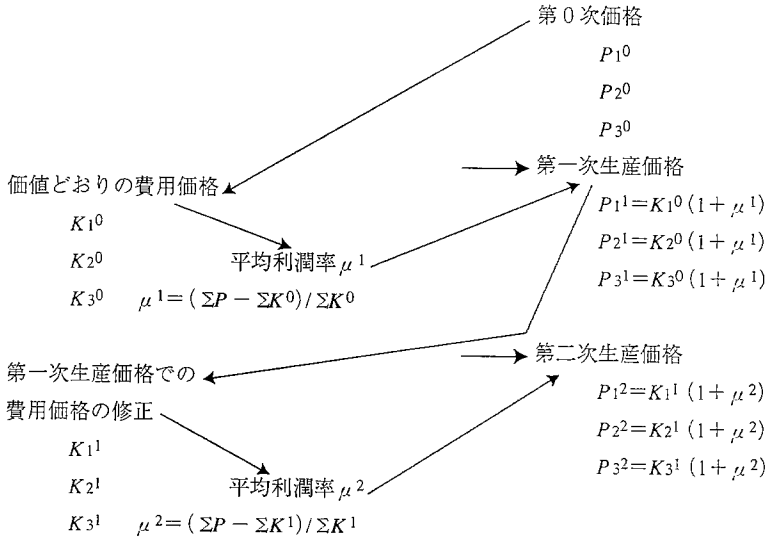 第0次価格
P1⁰
P2⁰
P3⁰
価値どおりの費用価格
K1⁰
K2⁰
K3⁰
平均利潤率μ¹
μ¹=(ΣP−ΣK⁰)/ΣK⁰
第一次生産価格
P1¹=K1⁰(1+μ¹)
P2¹=K2⁰(1+μ¹)
P3¹=K3⁰(1+μ¹)
第一次生産価格での
費用価格の修正
K1¹
K2¹
K3¹
平均利潤率μ²
μ²=(ΣP−ΣK¹)/ΣK¹
第二次生産価格
P1²=K1¹(1+μ²)
P2²=K2¹(1+μ²)
P3²=K3¹(1+μ²)